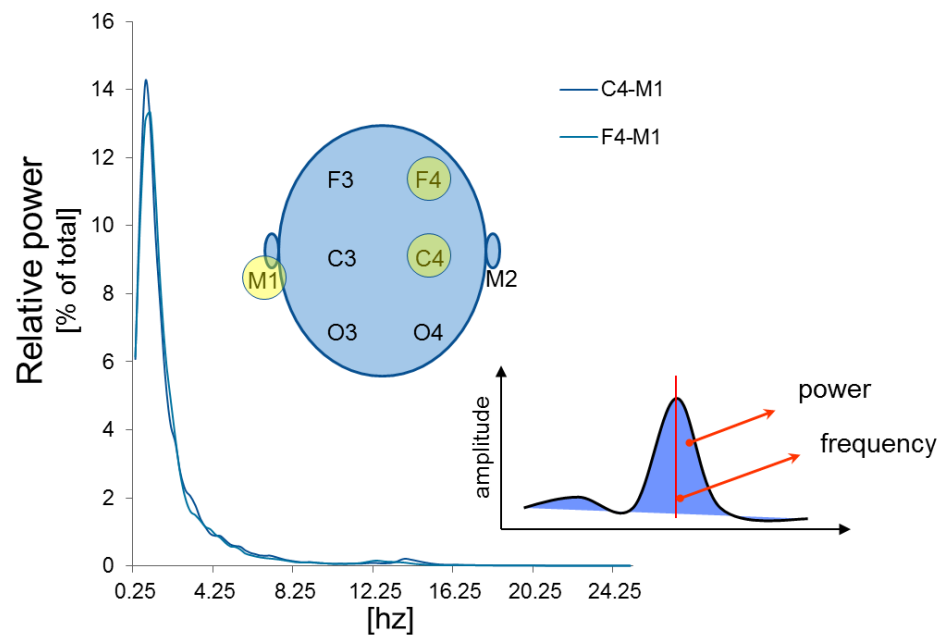 16
14
12
10
8
6
4
2
0
Relative power
[% of total]
0.25
4.25
8.25
12.25
16.25
20.25
24.25
[hz]
C4-M1
F4-M1
F3
F4
C3
C4
M1
M2
O3
O4
amplitude
power
frequency